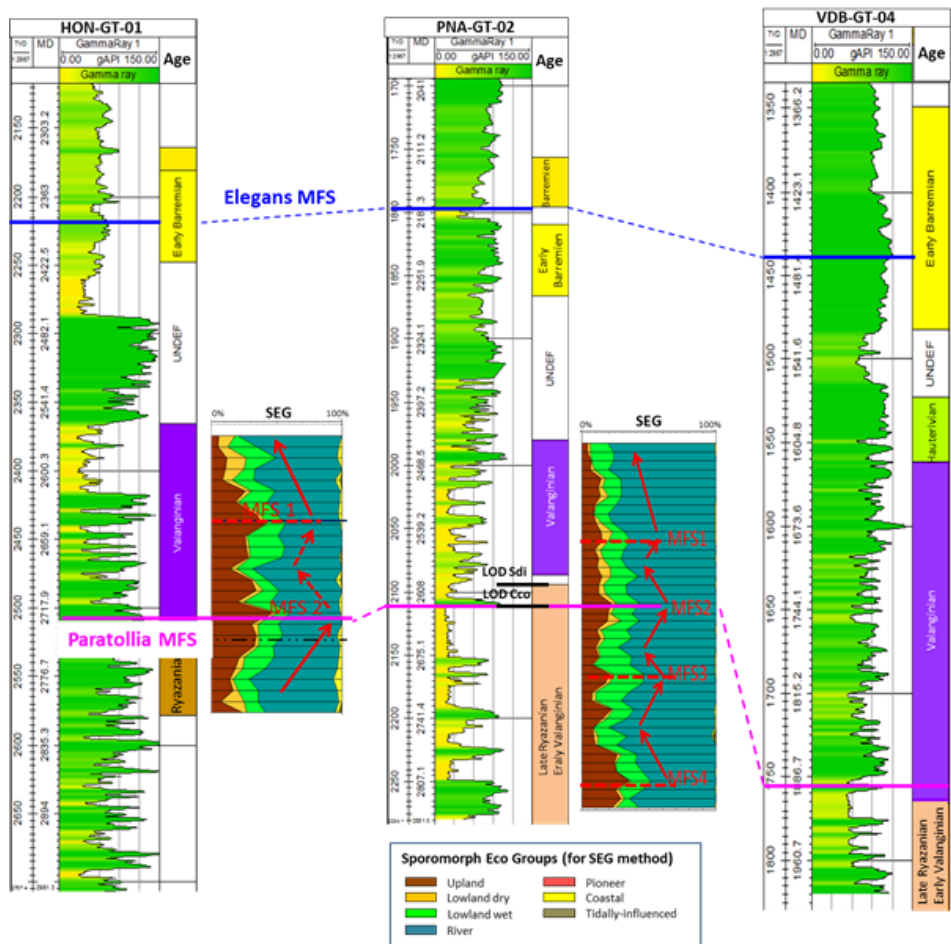 HON-GT-01
TVD
1:2967
MD
GammaRay 1
0.00 gAPI 150.00
Gamma ray
Age
2150
2200
2250
2300
2350
2400
2450
2500
2550
2600
2650
2303.2
2363
2422.5
2482.1
2541.4
2600.3
2659.1
2717.9
2776.7
2835.3
2894
Early Barremian
UNDEF
Valanginian
Ryazanian
Elegans MFS
Paratollia MFS
0% SEG 100%
MFS 1
MFS 2
PNA-GT-02
TVD
1:2967
MD
GammaRay 1
0.00 gAPI 150.00
Gamma ray
Age
170
1750
1800
1850
1900
1950
2000
2050
2100
2150
2200
2250
2041
2111.2
2181.3
2251.9
2324.1
2397.2
2468.5
2539.2
2608
2675.1
2741.4
2807.1
Barremien
Early
Barremien
UNDEF
Valanginian
Late Ryazanian
Eraly Valanginian
LOD Sdi
LOD Cco
SEG
0% 100%
MFS1
MFS2
MFS3
MFS4
VDB-GT-04
TVD
1:2967
MD
GammaRay 1
0.00 gAPI 150.00
Gamma ray
Age
1350
1400
1450
1500
1550
1600
1650
1700
1750
1800
1366.2
1423.1
1481.
1541.6
1604.8
1673.6
1744.1
1815.2
1886.7
1960.7
Early Barremian
UNDEF
Hauterivian
Valanginian
Late Ryazanian
Early Valanginian
Sporomorph Eco Groups (for SEG method)
Upland
Pioneer
Lowland dry
Coastal
Lowland wet
Tidally-influenced
River